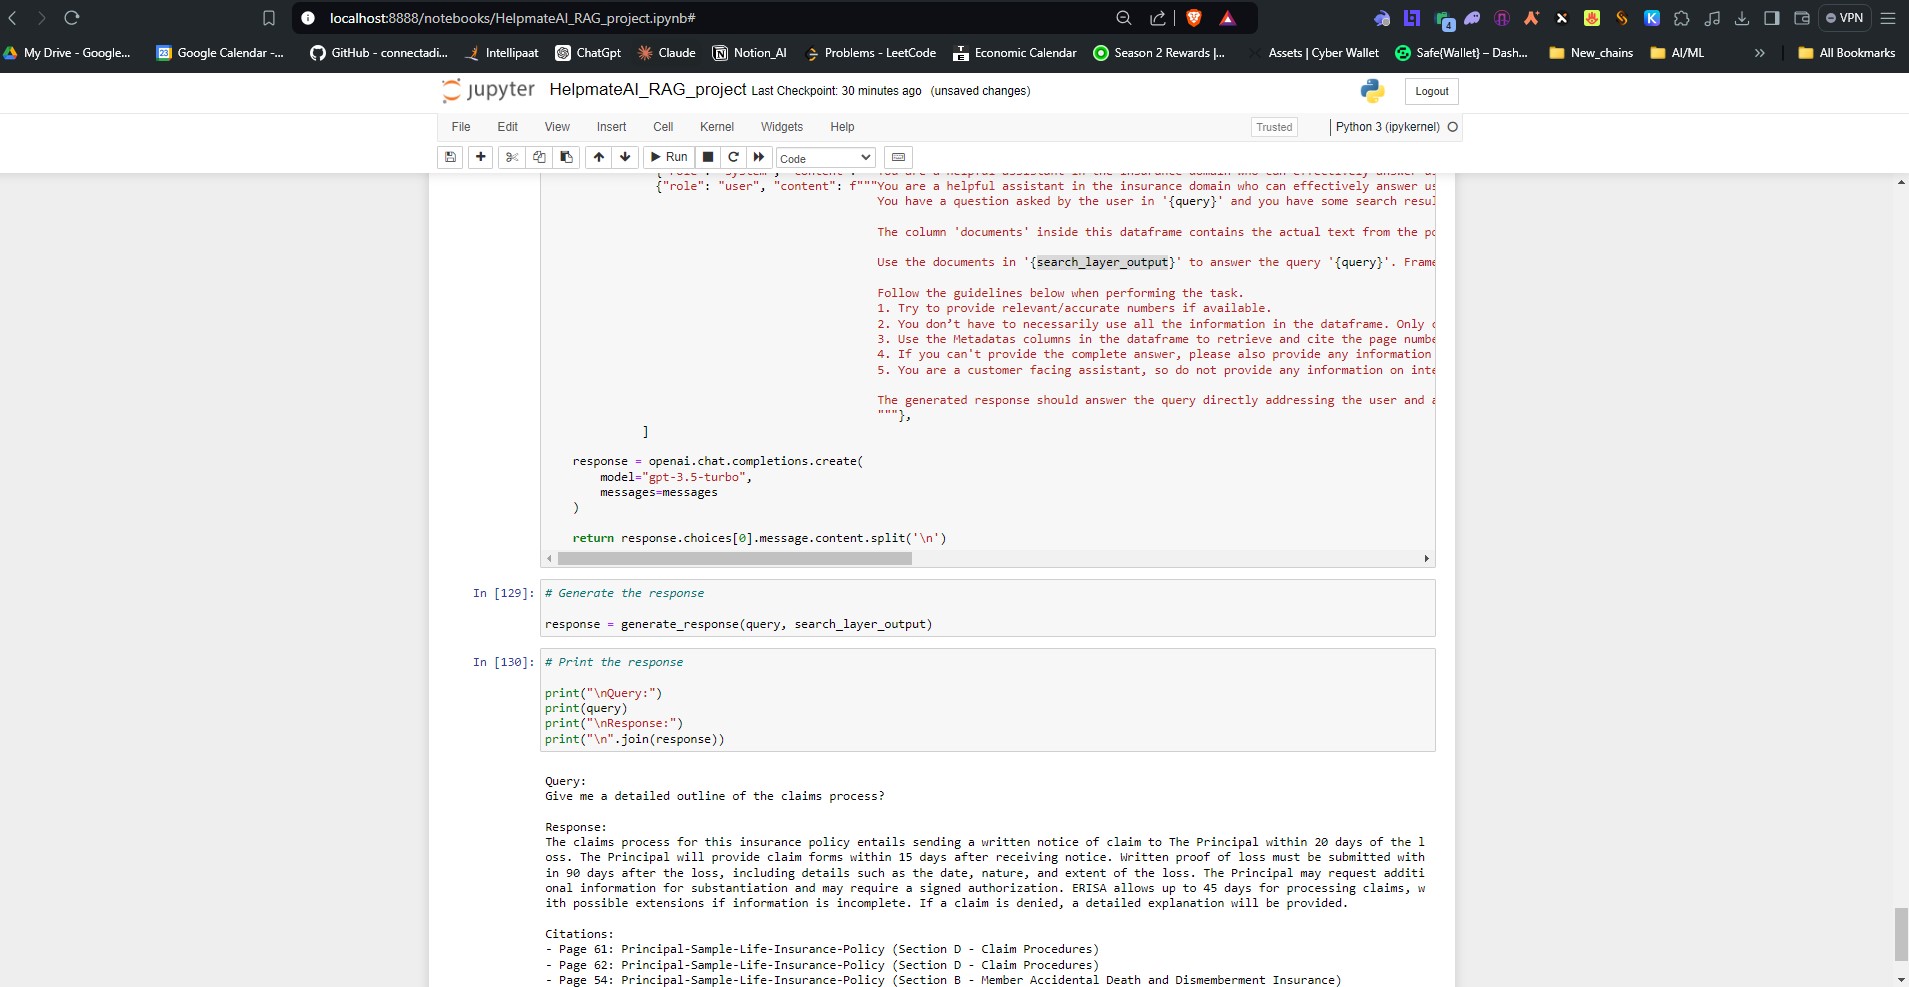 localhost:8888/notebooks/HelpmateAI_RAG_project.ipynb#
4
VPN
My Drive - Google...
23 Google Calendar -...
GitHub - connectadi...
Intellipaat
ChatGpt
Claude
Notion_AI
Problems - LeetCode
Economic Calendar
Season 2 Rewards |...
Assets | Cyber Wallet
Safe{Wallet} – Dash...
New_chains
AI/ML
»
All Bookmarks
jupyter HelpmateAI_RAG_project Last Checkpoint: 30 minutes ago (unsaved changes)
Logout
File Edit View Insert Cell Kernel Widgets Help
Trusted
Python 3 (ipykernel)
Run
Code
{"role": "user", "content": f"""You are a helpful assistant in the insurance domain who can effectively answer us
You have a question asked by the user in '{query}' and you have some search resul
The column 'documents' inside this dataframe contains the actual text from the po
Use the documents in '{search_layer_output}' to answer the query '{query}'. Frame
Follow the guidelines below when performing the task.
1. Try to provide relevant/accurate numbers if available.
2. You don’t have to necessarily use all the information in the dataframe. Only c
3. Use the Metadatas columns in the dataframe to retrieve and cite the page numbe
4. If you can't provide the complete answer, please also provide any information
5. You are a customer facing assistant, so do not provide any information on inte
The generated response should answer the query directly addressing the user and a
"""},
]
response = openai.chat.completions.create(
model="gpt-3.5-turbo",
messages=messages
)
return response.choices[0].message.content.split('\n')
In [129]: # Generate the response
response = generate_response(query, search_layer_output)
In [130]: # Print the response
print("\nQuery:")
print(query)
print("\nResponse:")
print("\n".join(response))
Query:
Give me a detailed outline of the claims process?
Response:
The claims process for this insurance policy entails sending a written notice of claim to The Principal within 20 days of the l
oss. The Principal will provide claim forms within 15 days after receiving notice. Written proof of loss must be submitted with
in 90 days after the loss, including details such as the date, nature, and extent of the loss. The Principal may request additi
onal information for substantiation and may require a signed authorization. ERISA allows up to 45 days for processing claims, w
ith possible extensions if information is incomplete. If a claim is denied, a detailed explanation will be provided.
Citations:
- Page 61: Principal-Sample-Life-Insurance-Policy (Section D - Claim Procedures)
- Page 62: Principal-Sample-Life-Insurance-Policy (Section D - Claim Procedures)
- Page 54: Principal-Sample-Life-Insurance-Policy (Section B - Member Accidental Death and Dismemberment Insurance)